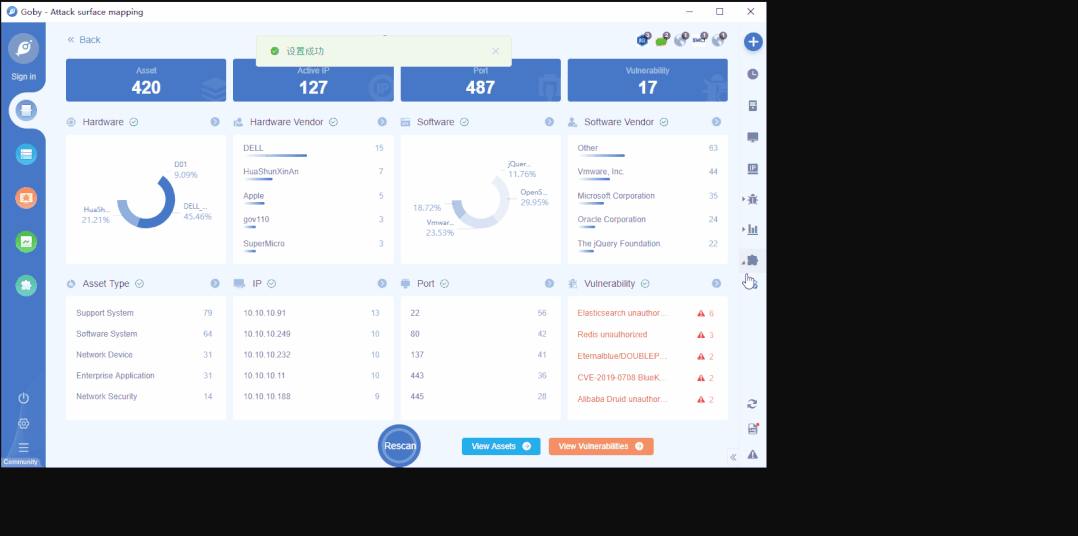 Goby - Attack surface mapping
Sign in
Community
Back
设置成功
Asset
420
Active IP
127
Port
487
Vulnerability
17
Hardware
D01
9.09%
DELL_...
45.46%
HuaSh...
21.21%
Hardware Vendor
DELL 15
HuaShunXinAn 7
Apple 5
gov110 3
SuperMicro 3
Software
jQuer...
11.76%
OpenS...
29.95%
18.72%
Vmwar...
23.53%
Software Vendor
Other 63
Vmware, Inc. 44
Microsoft Corporation 35
Oracle Corporation 24
The jQuery Foundation. 22
Asset Type
Support System 79
Software System 64
Network Device 31
Enterprise Application 31
Network Security 14
IP
10.10.10.91 13
10.10.10.249 10
10.10.10.232 10
10.10.10.11 10
10.10.10.188 9
Port
22 56
80 42
137 41
443 36
445 28
Vulnerability
Elasticsearch unauthor... 6
Redis unauthorized 3
Eternalblue/DOUBLEP... 2
CVE-2019-0708 BlueK... 2
Alibaba Druid unauthor... 2
Rescan
View Assets
View Vulnerabilities